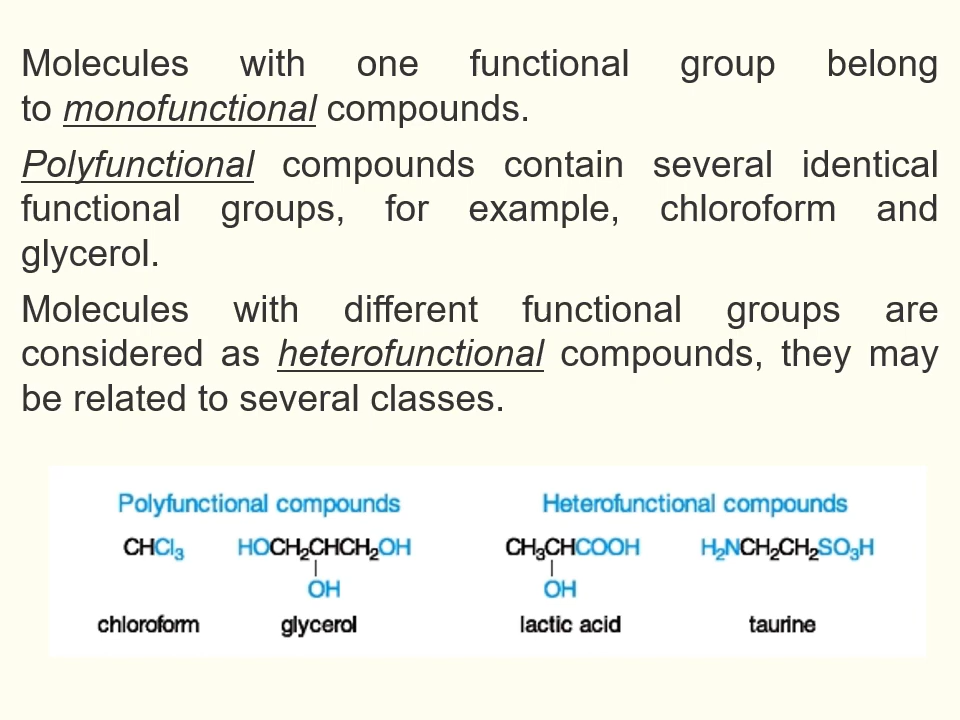 Molecules with one functional group belong
to monofunctional compounds.
Polyfunctional compounds contain several identical
functional groups, for example, chloroform and
glycerol.
Molecules with different functional groups are
considered as heterofunctional compounds, they may
be related to several classes.
Polyfunctional compounds Heterofunctional compounds
CHCl₃ HOCH₂CHCH₂OH CH₃CHCOOH H₂NCH₂CH₂SO₃H
OH OH
chloroform glycerol lactic acid taurine